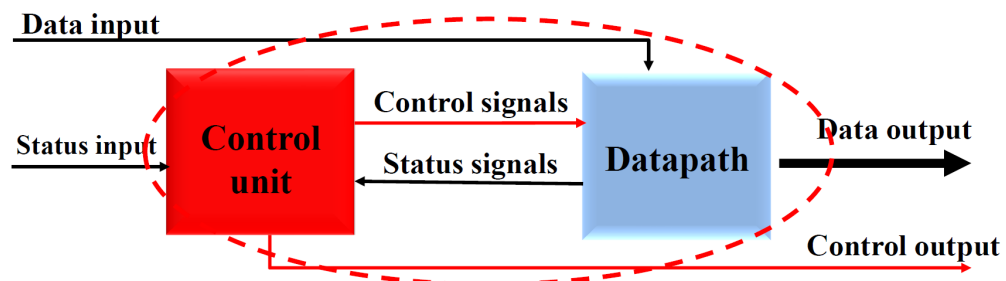 Data input
Control signals
Data output
Status input
Control
unit
Status signals
Datapath
Control output